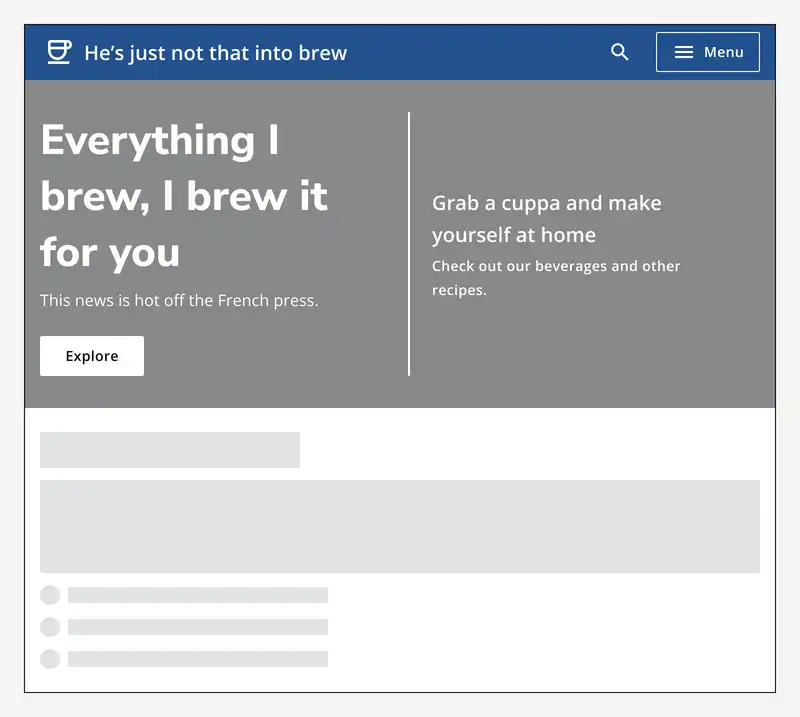 He’s just not that into brew
Menu
Everything I
brew, I brew it
for you
This news is hot off the French press.
Explore
Grab a cuppa and make
yourself at home
Check out our beverages and other
recipes.